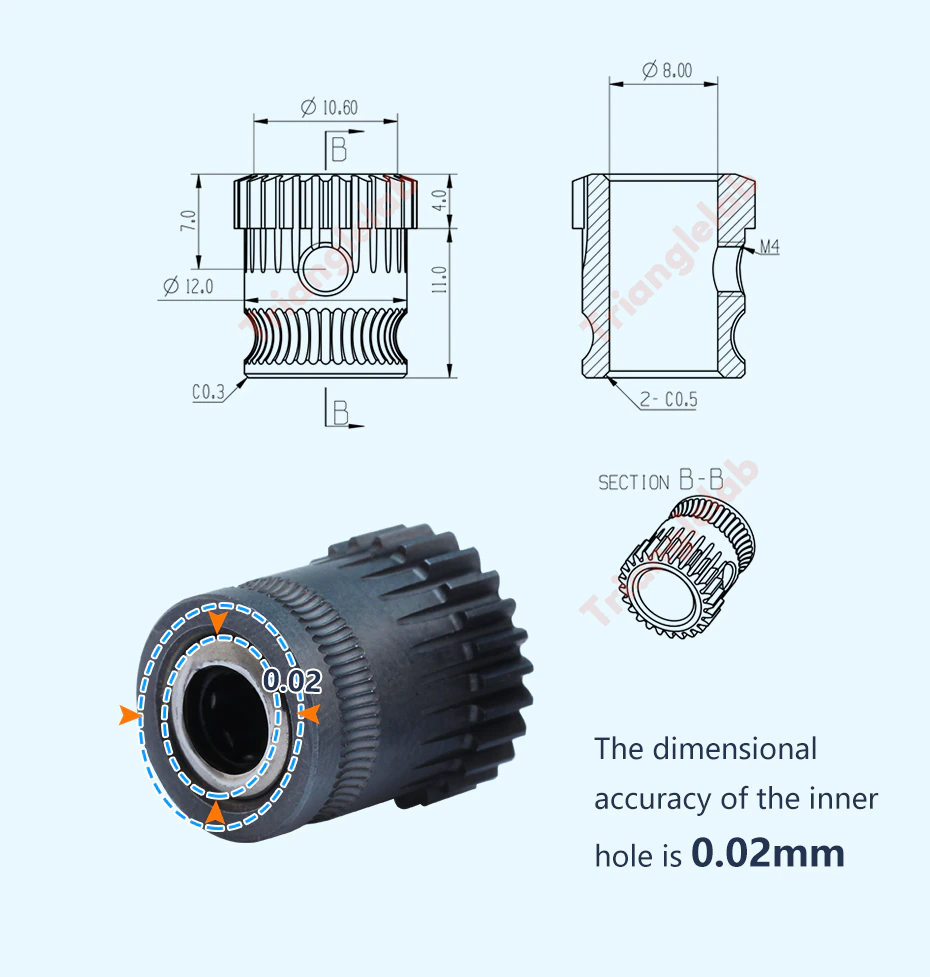 Ø 10.60
B
7.0
4.0
Ø 12.0
11.0
C0.3
B
Ø 8.00
M4
2- C0.5
Trianglelab
Trianglelab
SECTION B-B
Trianglelab
0.02
The dimensional
accuracy of the inner
hole is 0.02mm